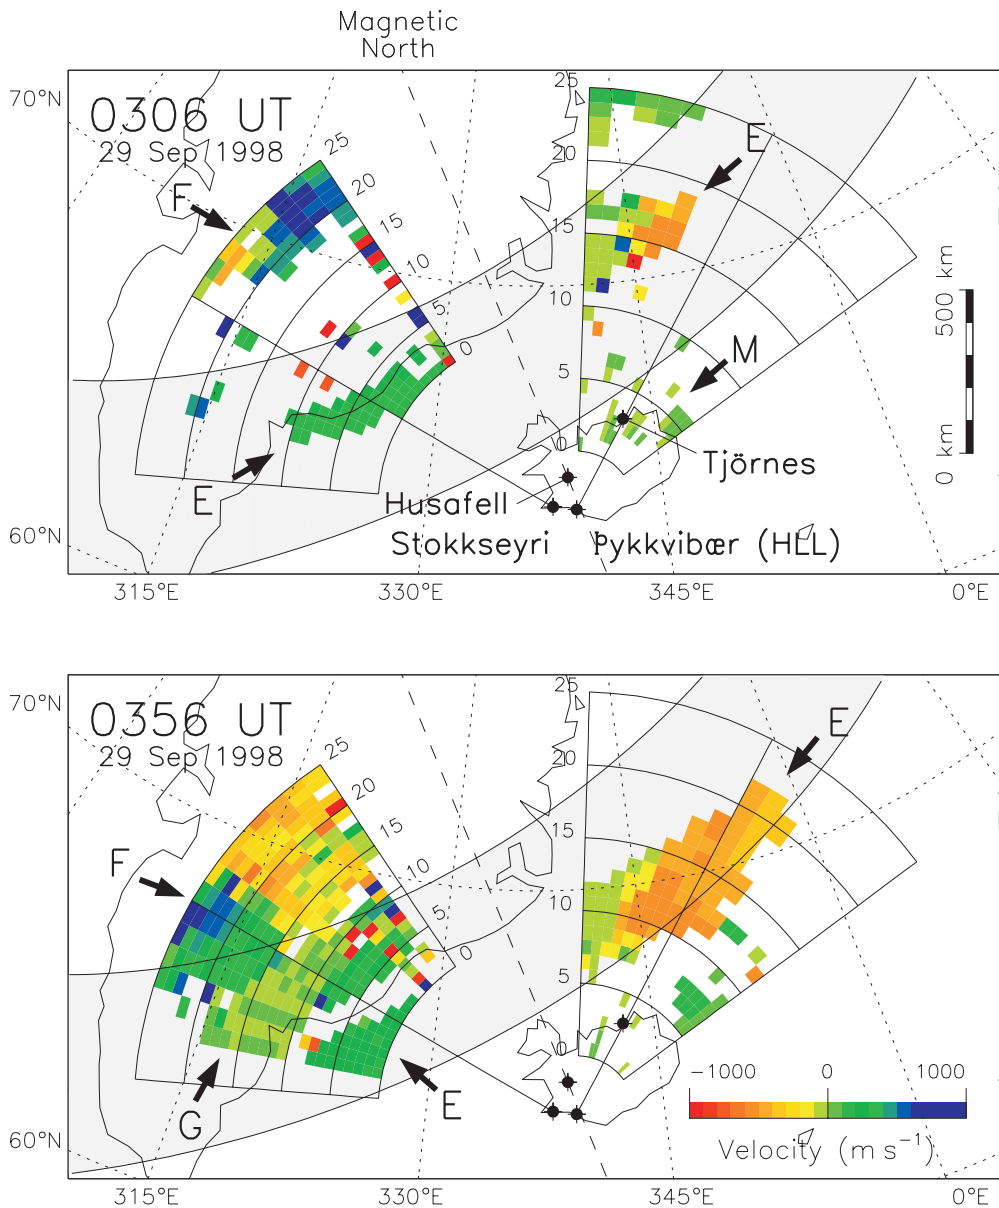 Magnetic
North
70°N
0306 UT
29 Sep 1998
25
20
15
10
5
0
25
20
15
10
5
0
F
E
E
M
Tjörnes
Husafell
Stokkseyri
Þykkvibær (HEL)
500 km
0 km
60°N
315°E
330°E
345°E
0°E
70°N
0356 UT
29 Sep 1998
25
20
15
10
5
0
25
20
15
10
5
0
F
E
G
E
−1000
0
1000
Velocity (m s⁻¹)
60°N
315°E
330°E
345°E
0°E